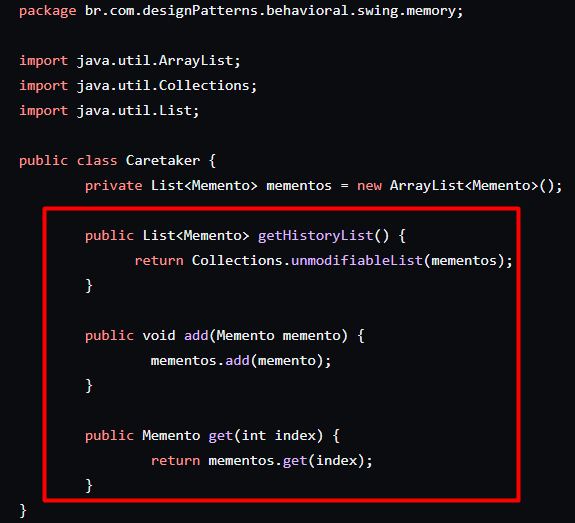 package br.com.designPatterns.behavioral.swing.memory;
import java.util.ArrayList;
import java.util.Collections;
import java.util.List;
public class Caretaker {
private List<Memento> mementos = new ArrayList<Memento>();
public List<Memento> getHistoryList() {
return Collections.unmodifiableList(mementos);
}
public void add(Memento memento) {
mementos.add(memento);
}
public Memento get(int index) {
return mementos.get(index);
}
}